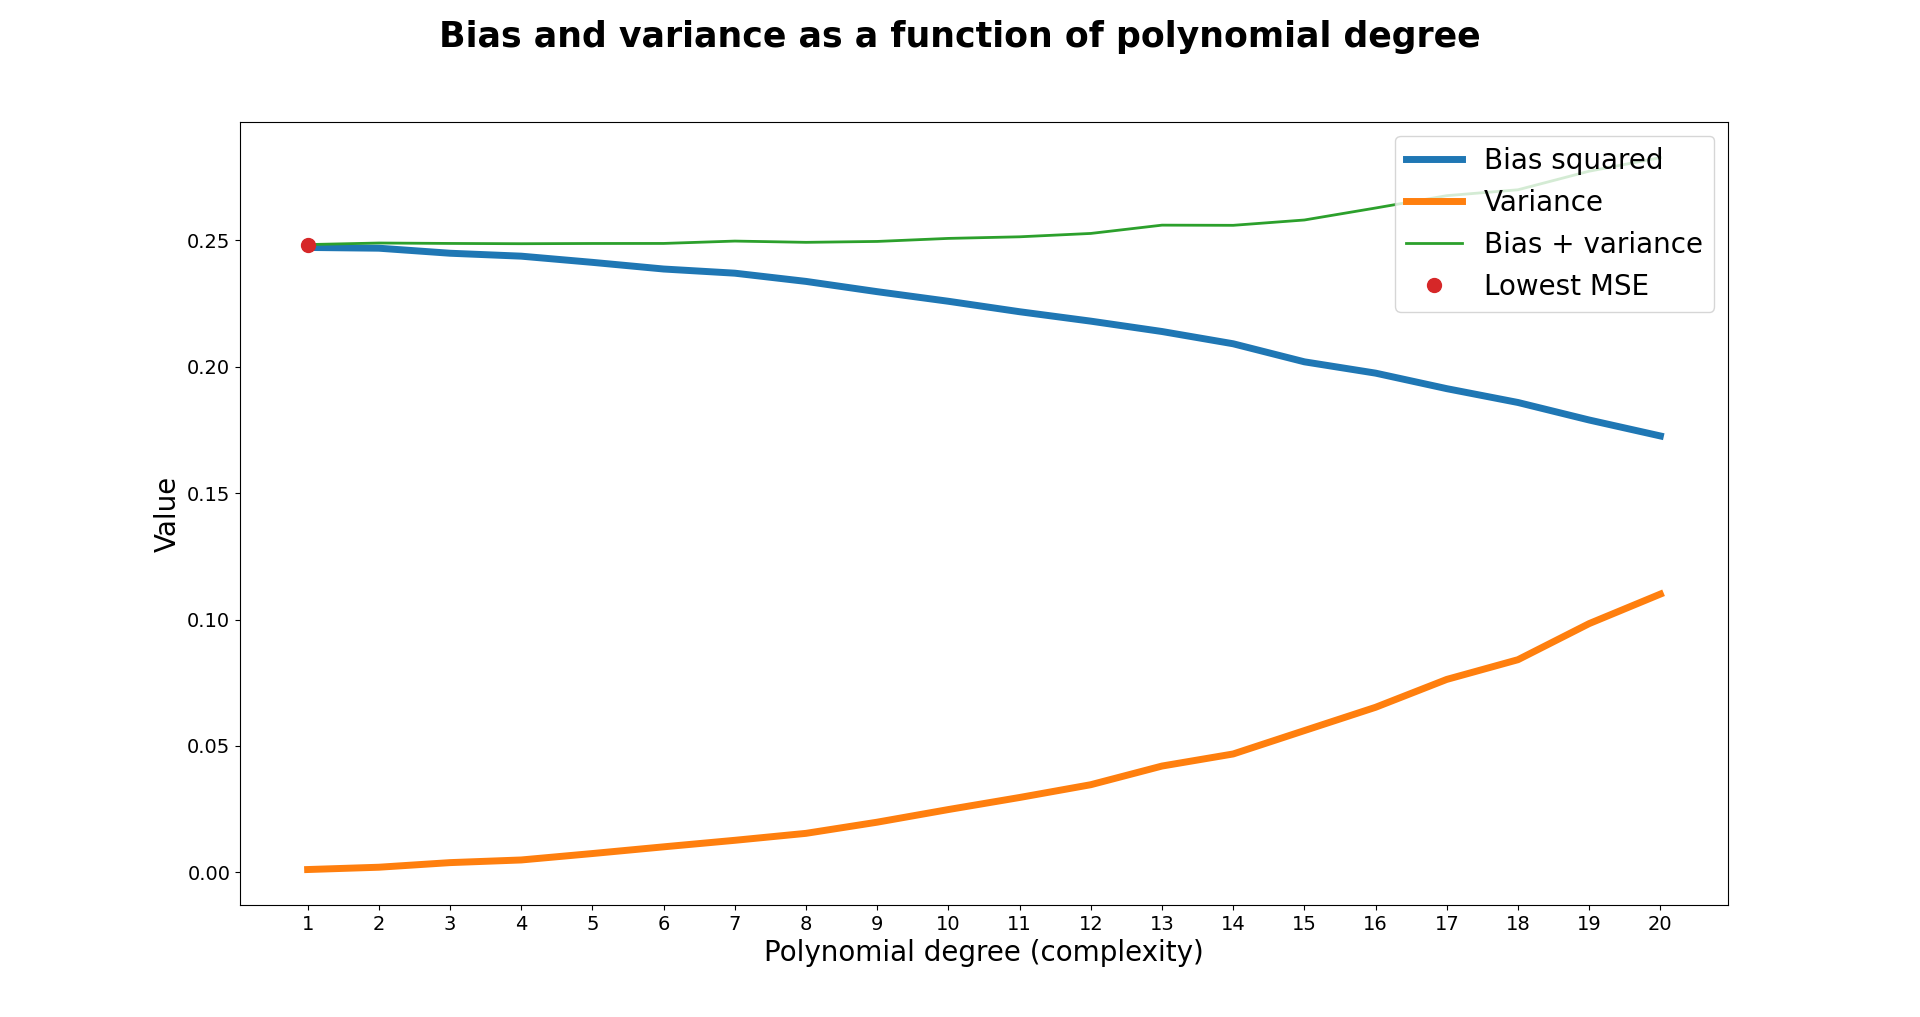 Bias and variance as a function of polynomial degree
Bias squared
Variance
Bias + variance
Lowest MSE
0.25
0.20
0.15
0.10
0.05
0.00
Value
1 2 3 4 5 6 7 8 9 10 11 12 13 14 15 16 17 18 19 20
Polynomial degree (complexity)